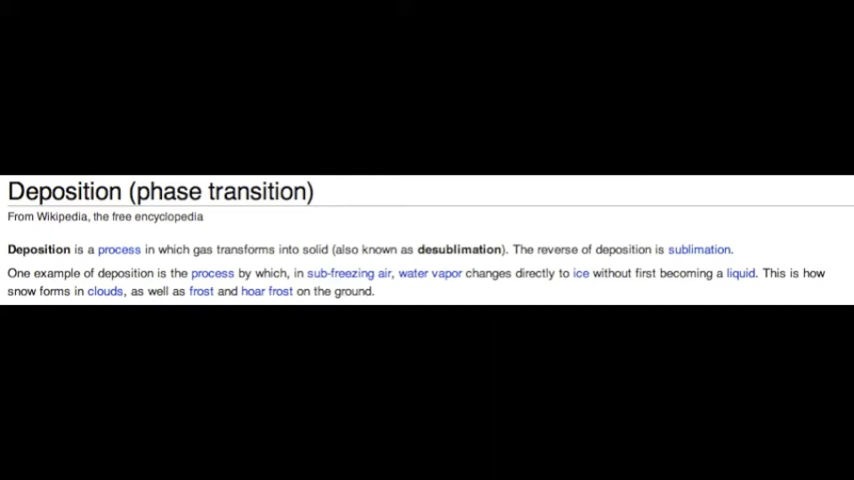 Deposition (phase transition)
From Wikipedia, the free encyclopedia
Deposition is a process in which gas transforms into solid (also known as desublimation). The reverse of deposition is sublimation.
One example of deposition is the process by which, in sub-freezing air, water vapor changes directly to ice without first becoming a liquid. This is how
snow forms in clouds, as well as frost and hoar frost on the ground.